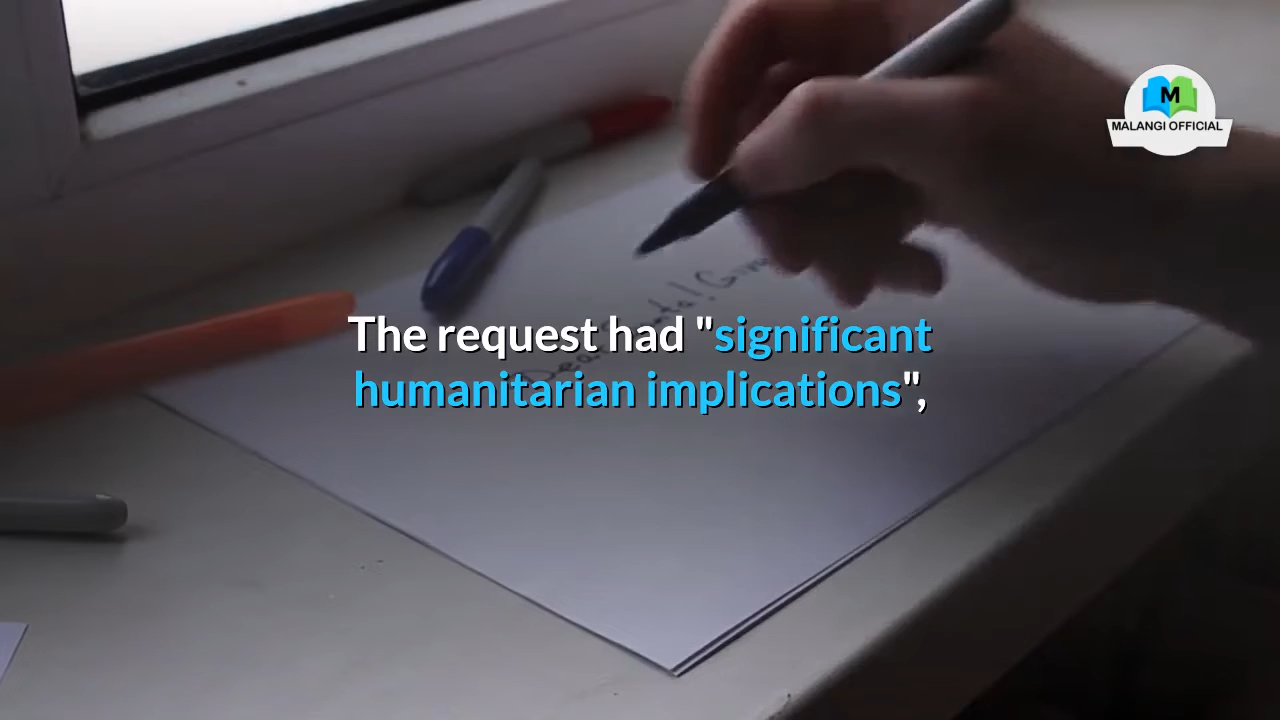 M
MALANGI OFFICIAL
The request had "significant
humanitarian implications",